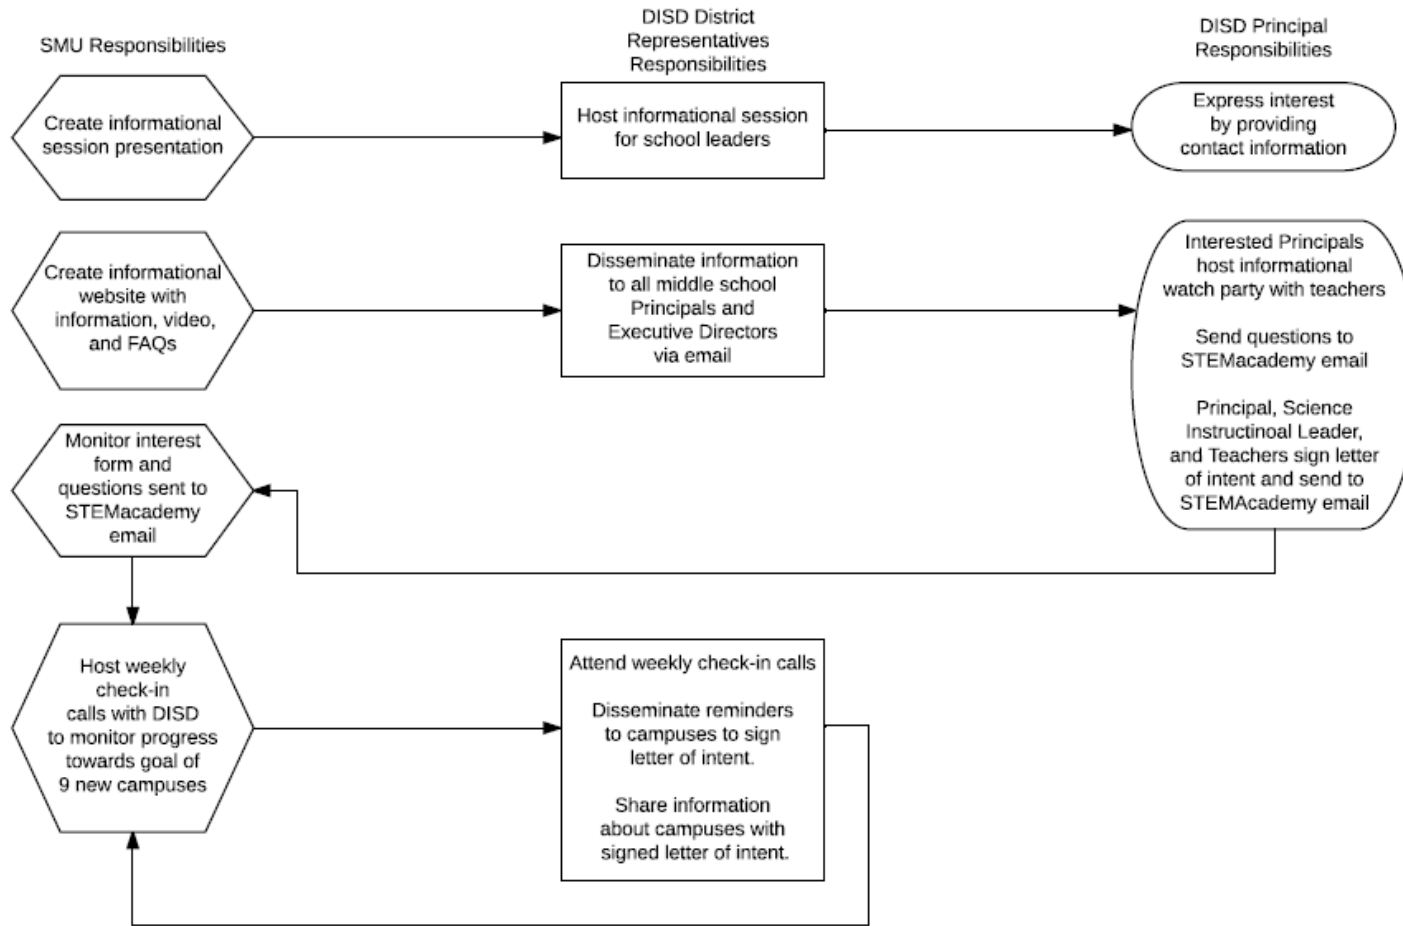 SMU Responsibilities
DISD District
Representatives
Responsibilities
DISD Principal
Responsibilities
Create informational
session presentation
Host informational session
for school leaders
Express interest
by providing
contact information
Create informational
website with
information, video,
and FAQs
Disseminate information
to all middle school
Principals and
Executive Directors
via email
Interested Principals
host informational
watch party with teachers
Send questions to
STEMacademy email
Principal, Science
Instructinoal Leader,
and Teachers sign letter
of intent and send to
STEMAcademy email
Monitor interest
form and
questions sent to
STEMacademy
email
Host weekly
check-in
calls with DISD
to monitor progress
towards goal of
9 new campuses
Attend weekly check-in calls
Disseminate reminders
to campuses to sign
letter of intent.
Share information
about campuses with
signed letter of intent.